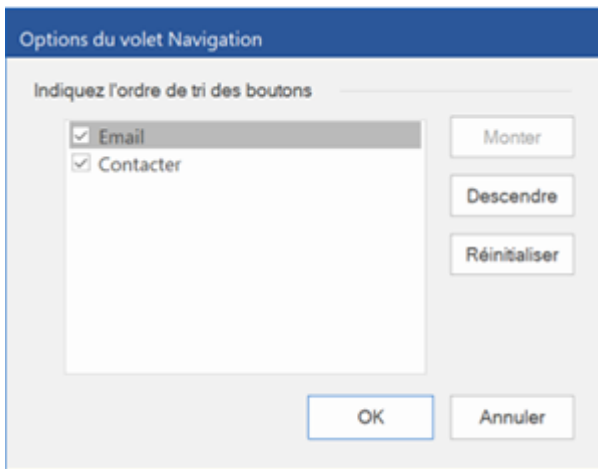 Options du volet Navigation
Indiquez l'ordre de tri des boutons
Email
Contacter
Monter
Descendre
Réinitialiser
OK
Annuler